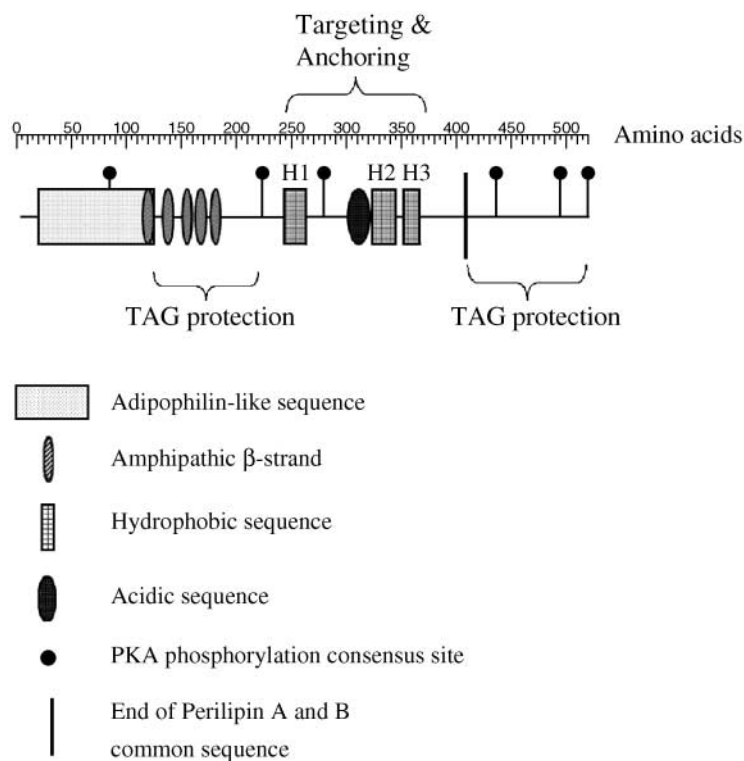 Targeting &
Anchoring
0 50 100 150 200 250 300 350 400 450 500
Amino acids
H1 H2 H3
TAG protection TAG protection
Adipophilin-like sequence
Amphipathic β-strand
Hydrophobic sequence
Acidic sequence
PKA phosphorylation consensus site
End of Perilipin A and B
common sequence